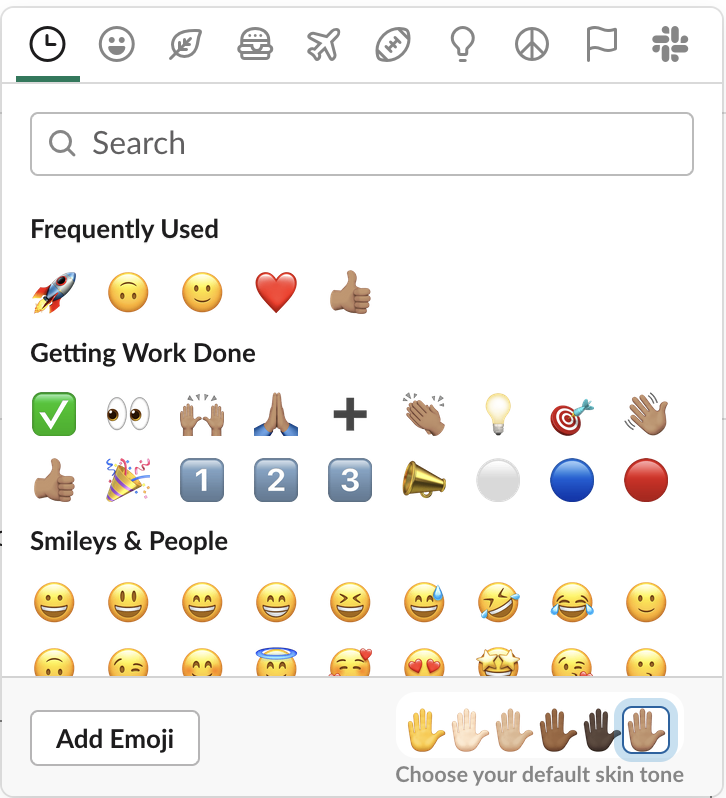 Search
Frequently Used
Getting Work Done
1 2 3
Smileys & People
Add Emoji
Choose your default skin tone